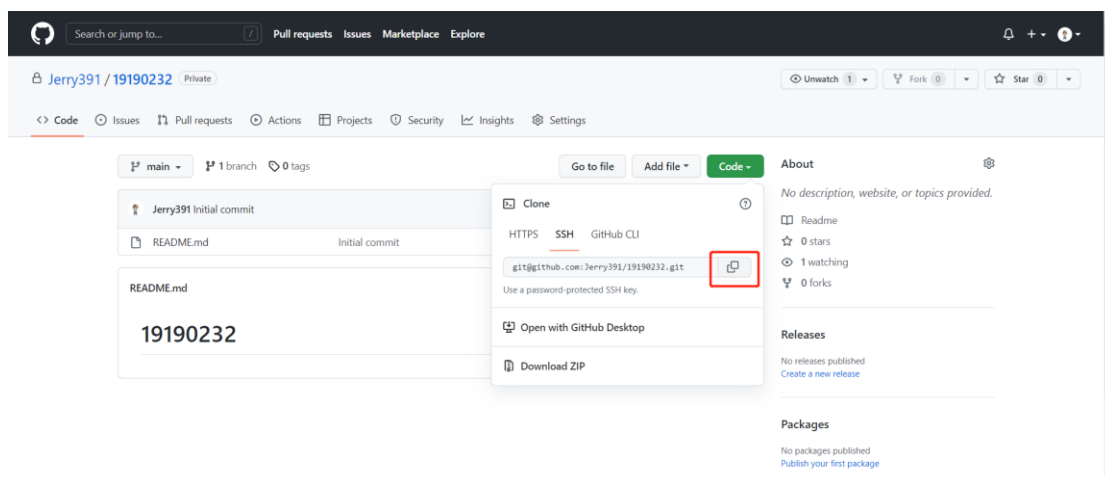 Search or jump to... / Pull requests Issues Marketplace Explore
Jerry391 / 19190232 Private Unwatch 1 Fork 0 Star 0
<> Code Issues Pull requests Actions Projects Security Insights Settings
main 1 branch 0 tags Go to file Add file Code
Jerry391 Initial commit
README.md Initial commit
README.md
19190232
Clone
HTTPS SSH GitHub CLI
git@github.com:Jerry391/19190232.git
Use a password-protected SSH key.
Open with GitHub Desktop
Download ZIP
About
No description, website, or topics provided.
Readme
0 stars
1 watching
0 forks
Releases
No releases published
Create a new release
Packages
No packages published
Publish your first package